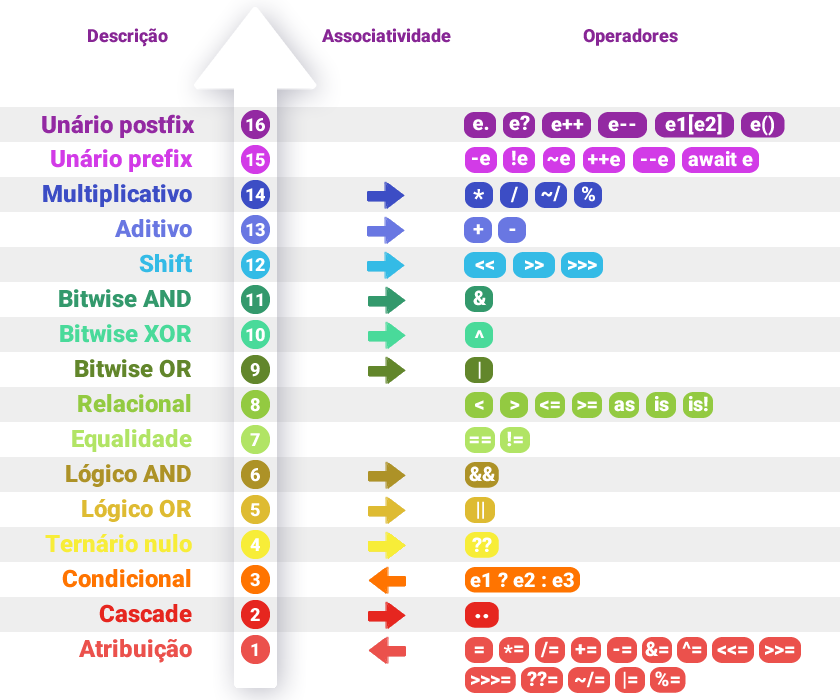 Descrição Associatividade Operadores
Unário postfix 16 e. e? e++ e-- e1[e2] e()
Unário prefix 15 -e !e ~e ++e --e await e
Multiplicativo 14 * / ~/ %
Aditivo 13 + -
Shift 12 << >> >>>
Bitwise AND 11 &
Bitwise XOR 10 ^
Bitwise OR 9 |
Relacional 8 < > <= >= as is is!
Equalidade 7 == !=
Lógico AND 6 &&
Lógico OR 5 ||
Ternário nulo 4 ??
Condicional 3 e1 ? e2 : e3
Cascade 2 ..
Atribuição 1 = *= /= += -= &= ^= <<= >>=
>>>= ??= ~/= |= %=